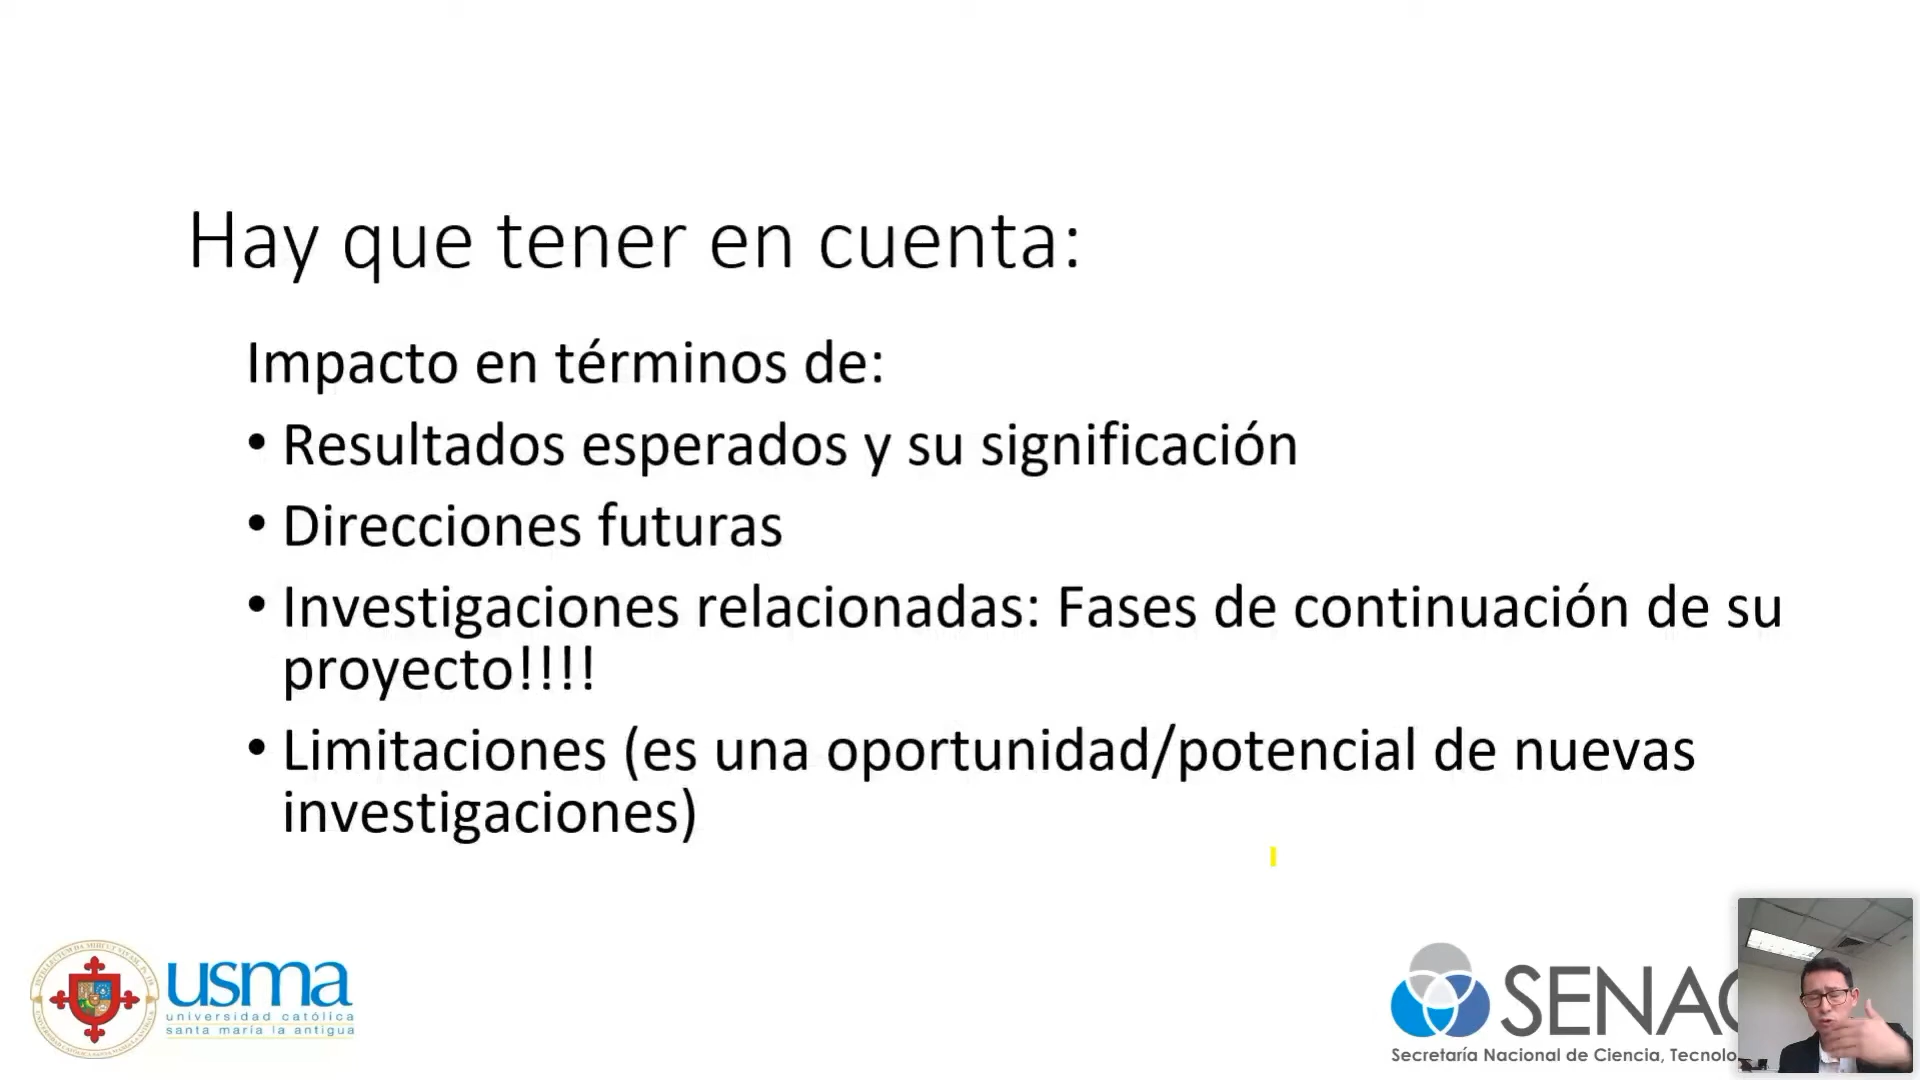 Hay que tener en cuenta:
Impacto en términos de:
• Resultados esperados y su significación
• Direcciones futuras
• Investigaciones relacionadas: Fases de continuación de su
proyecto!!!!
• Limitaciones (es una oportunidad/potencial de nuevas
investigaciones)
usma
universidad católica
santa maría la antigua
SENAC
Secretaría Nacional de Ciencia, Tecnolo